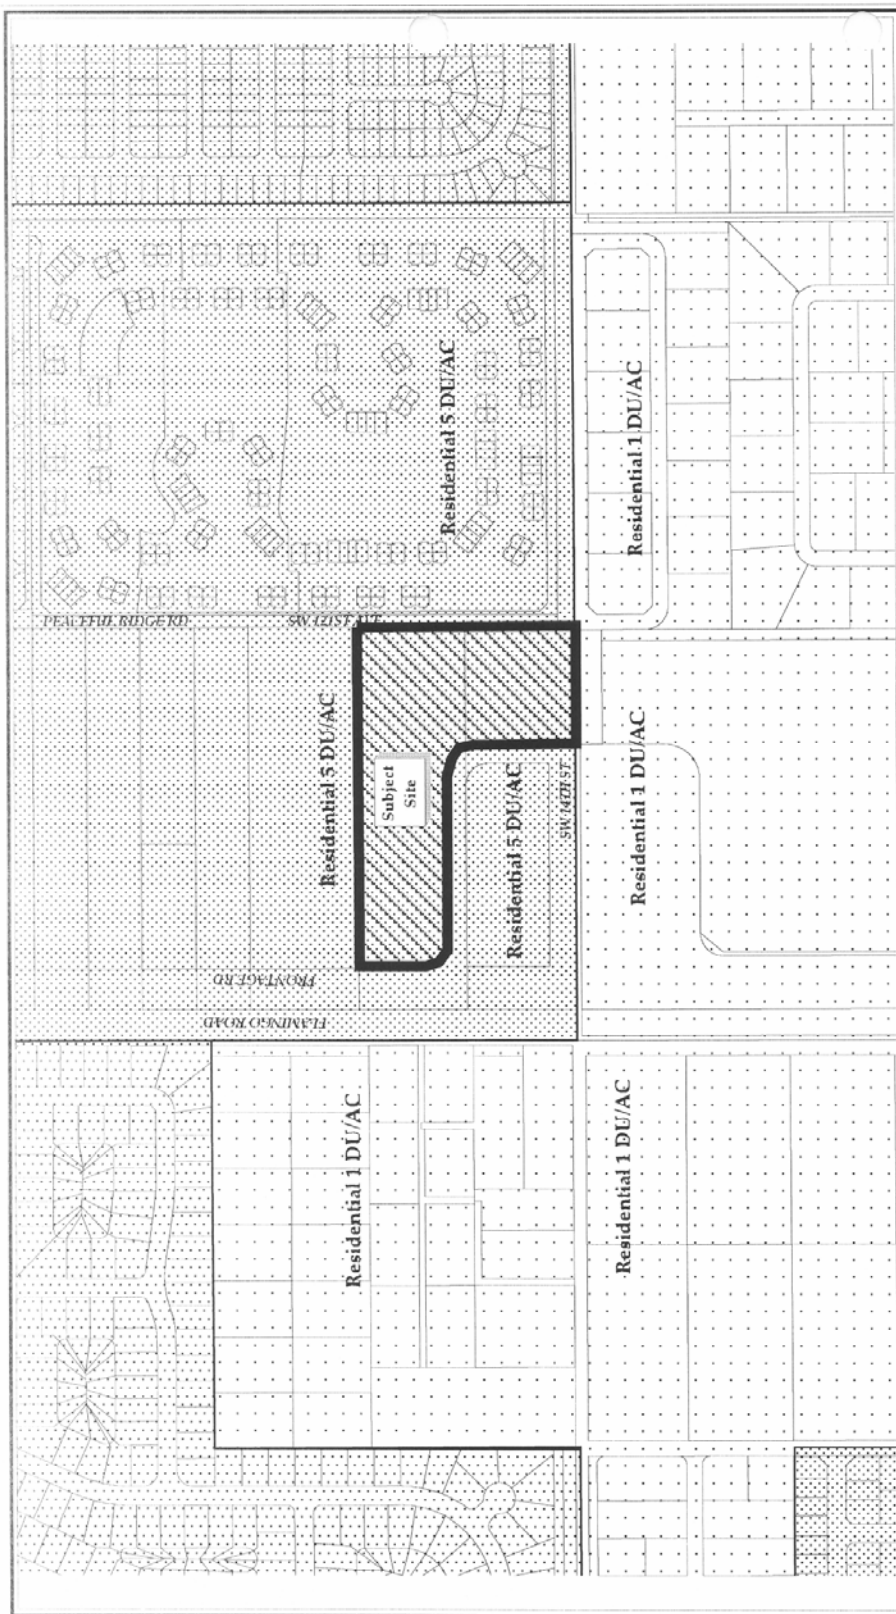 Residential 5 DU/AC
Residential 1 DU/AC
PEACEFUL RIDGE RD
SW 121ST AVE
Residential 5 DU/AC
Subject
Site
Residential 5 DU/AC
SW 14TH ST
Residential 1 DU/AC
FRONTAGE RD
FLAMINGO ROAD
Residential 1 DU/AC
Residential 1 DU/AC